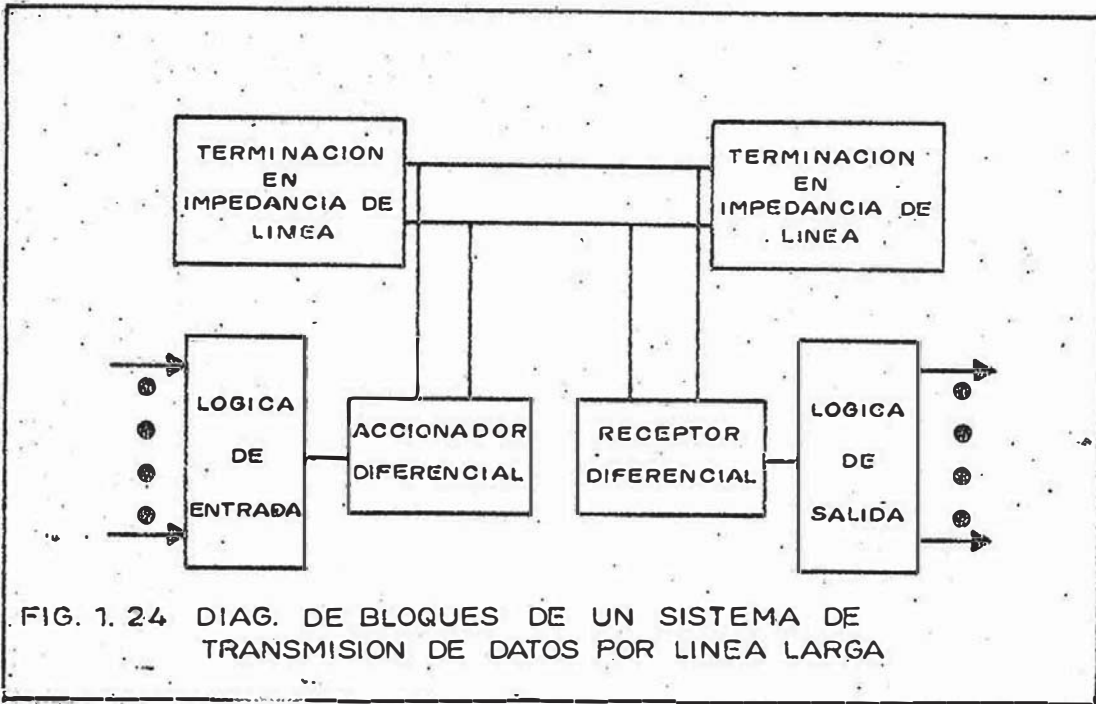 TERMINACION
EN
IMPEDANCIA DE
LINEA
TERMINACION
EN
IMPEDANCIA DE
LINEA
LOGICA
DE
ENTRADA
ACCIONADOR
DIFERENCIAL
RECEPTOR
DIFERENCIAL
LOGICA
DE
SALIDA
FIG. 1.24 DIAG. DE BLOQUES DE UN SISTEMA DE
TRANSMISION DE DATOS POR LINEA LARGA